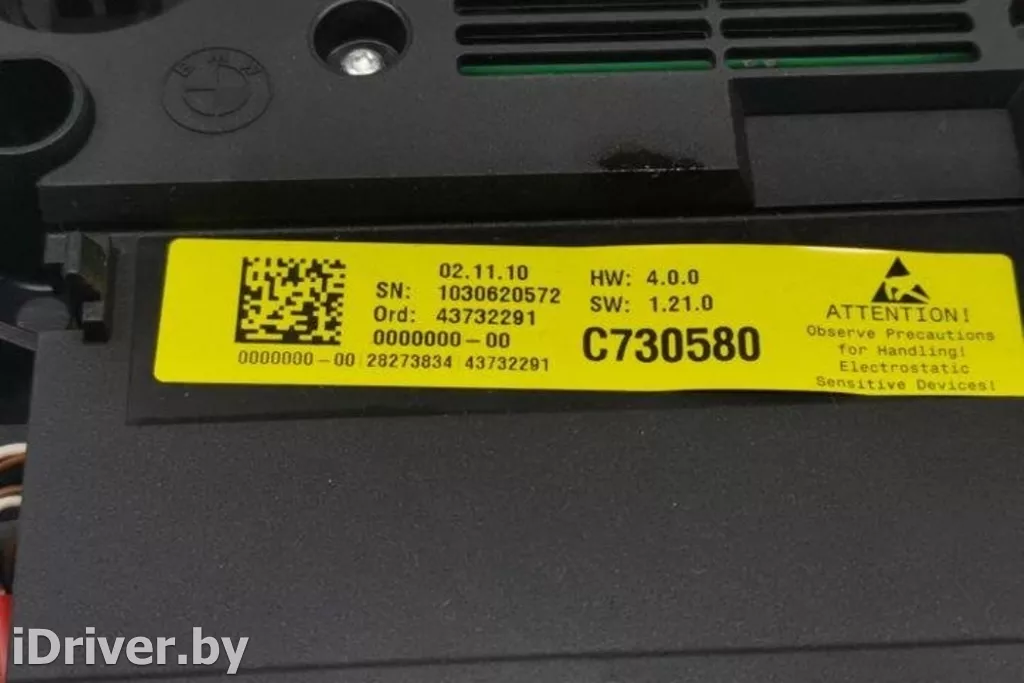 BMW
02.11.10
SN: 1030620572
Ord: 43732291
0000000-00
0000000-00 28273834 43732291
HW: 4.0.0
SW: 1.21.0
C730580
ATTENTION!
Observe Precautions
for Handling!
Electrostatic
Sensitive Devices!
iDriver.by